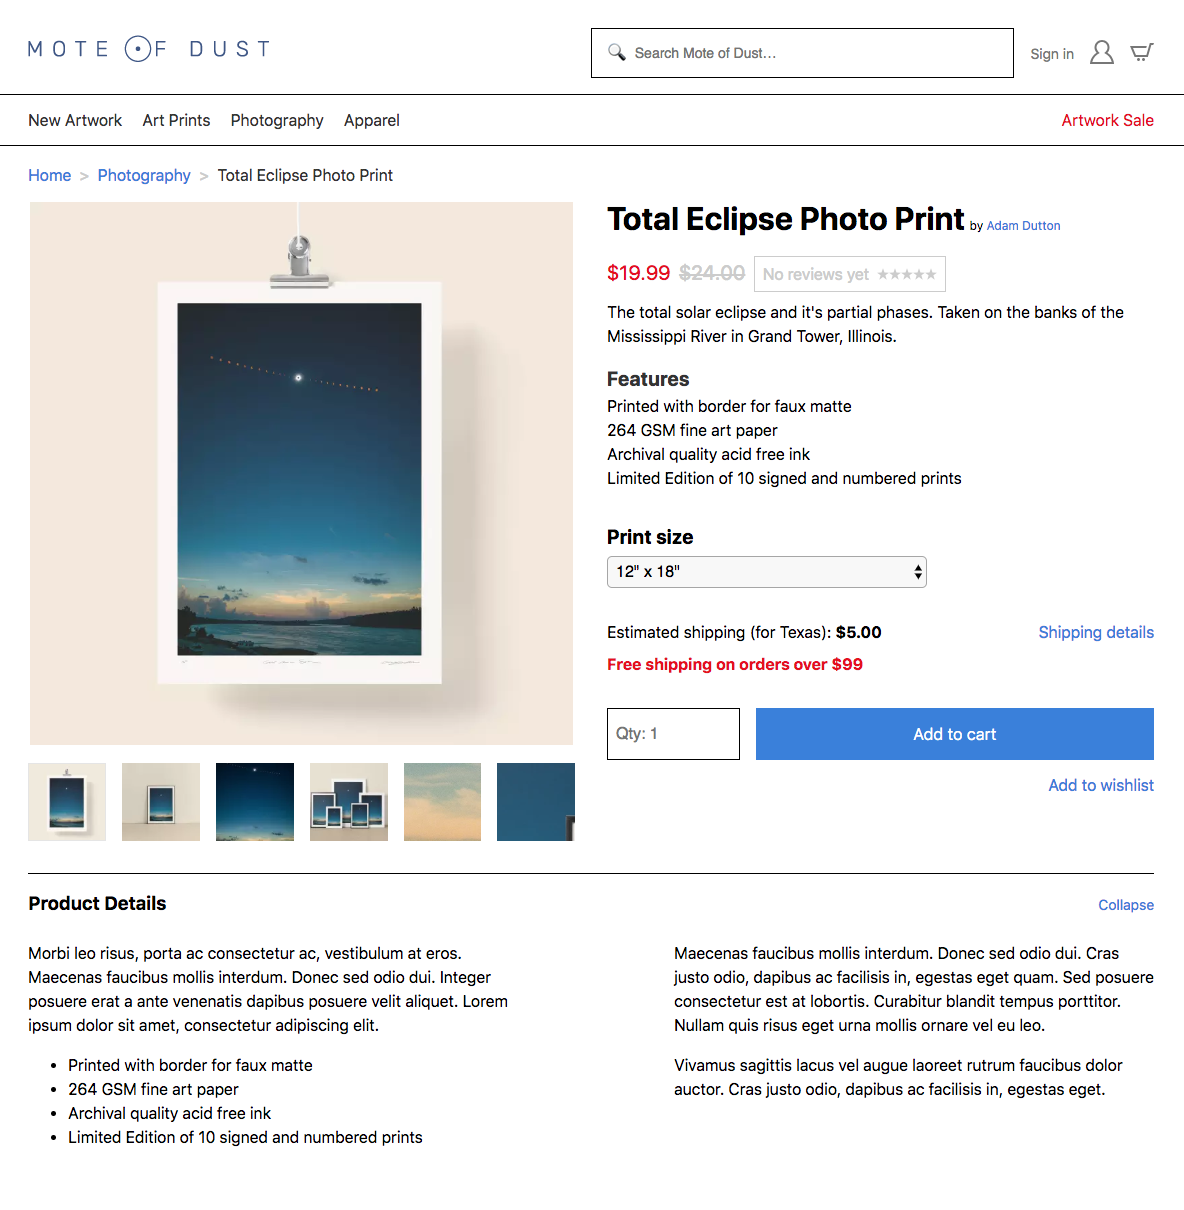 MOTE OF DUST
Search Mote of Dust...
Sign in
New Artwork
Art Prints
Photography
Apparel
Artwork Sale
Home > Photography > Total Eclipse Photo Print
Total Eclipse Photo Print by Adam Dutton
$19.99 $24.00 No reviews yet ★★★★★
The total solar eclipse and it's partial phases. Taken on the banks of the
Mississippi River in Grand Tower, Illinois.
Features
Printed with border for faux matte
264 GSM fine art paper
Archival quality acid free ink
Limited Edition of 10 signed and numbered prints
Print size
12" x 18"
Estimated shipping (for Texas): $5.00
Shipping details
Free shipping on orders over $99
Qty: 1
Add to cart
Add to wishlist
Product Details
Collapse
Morbi leo risus, porta ac consectetur ac, vestibulum at eros.
Maecenas faucibus mollis interdum. Donec sed odio dui. Integer
posuere erat a ante venenatis dapibus posuere velit aliquet. Lorem
ipsum dolor sit amet, consectetur adipiscing elit.
• Printed with border for faux matte
• 264 GSM fine art paper
• Archival quality acid free ink
• Limited Edition of 10 signed and numbered prints
Maecenas faucibus mollis interdum. Donec sed odio dui. Cras
justo odio, dapibus ac facilisis in, egestas eget quam. Sed posuere
consectetur est at lobortis. Curabitur blandit tempus porttitor.
Nullam quis risus eget urna mollis ornare vel eu leo.
Vivamus sagittis lacus vel augue laoreet rutrum faucibus dolor
auctor. Cras justo odio, dapibus ac facilisis in, egestas eget.